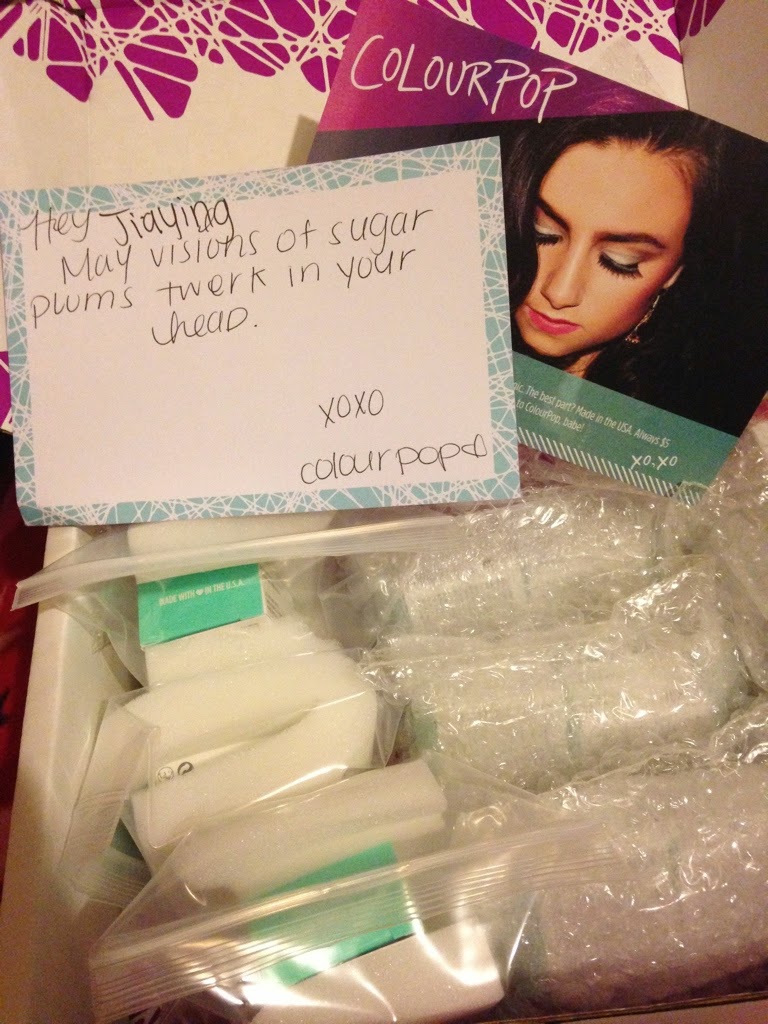 COLOURPOP
Hey Jiaying
May visions of sugar
plums twerk in your
head.
xoxo
colourpop
The best part? Made in the USA. Always $5
to ColourPop, babe!
xo,xo
MADE WITH ❤ IN THE U.S.A.